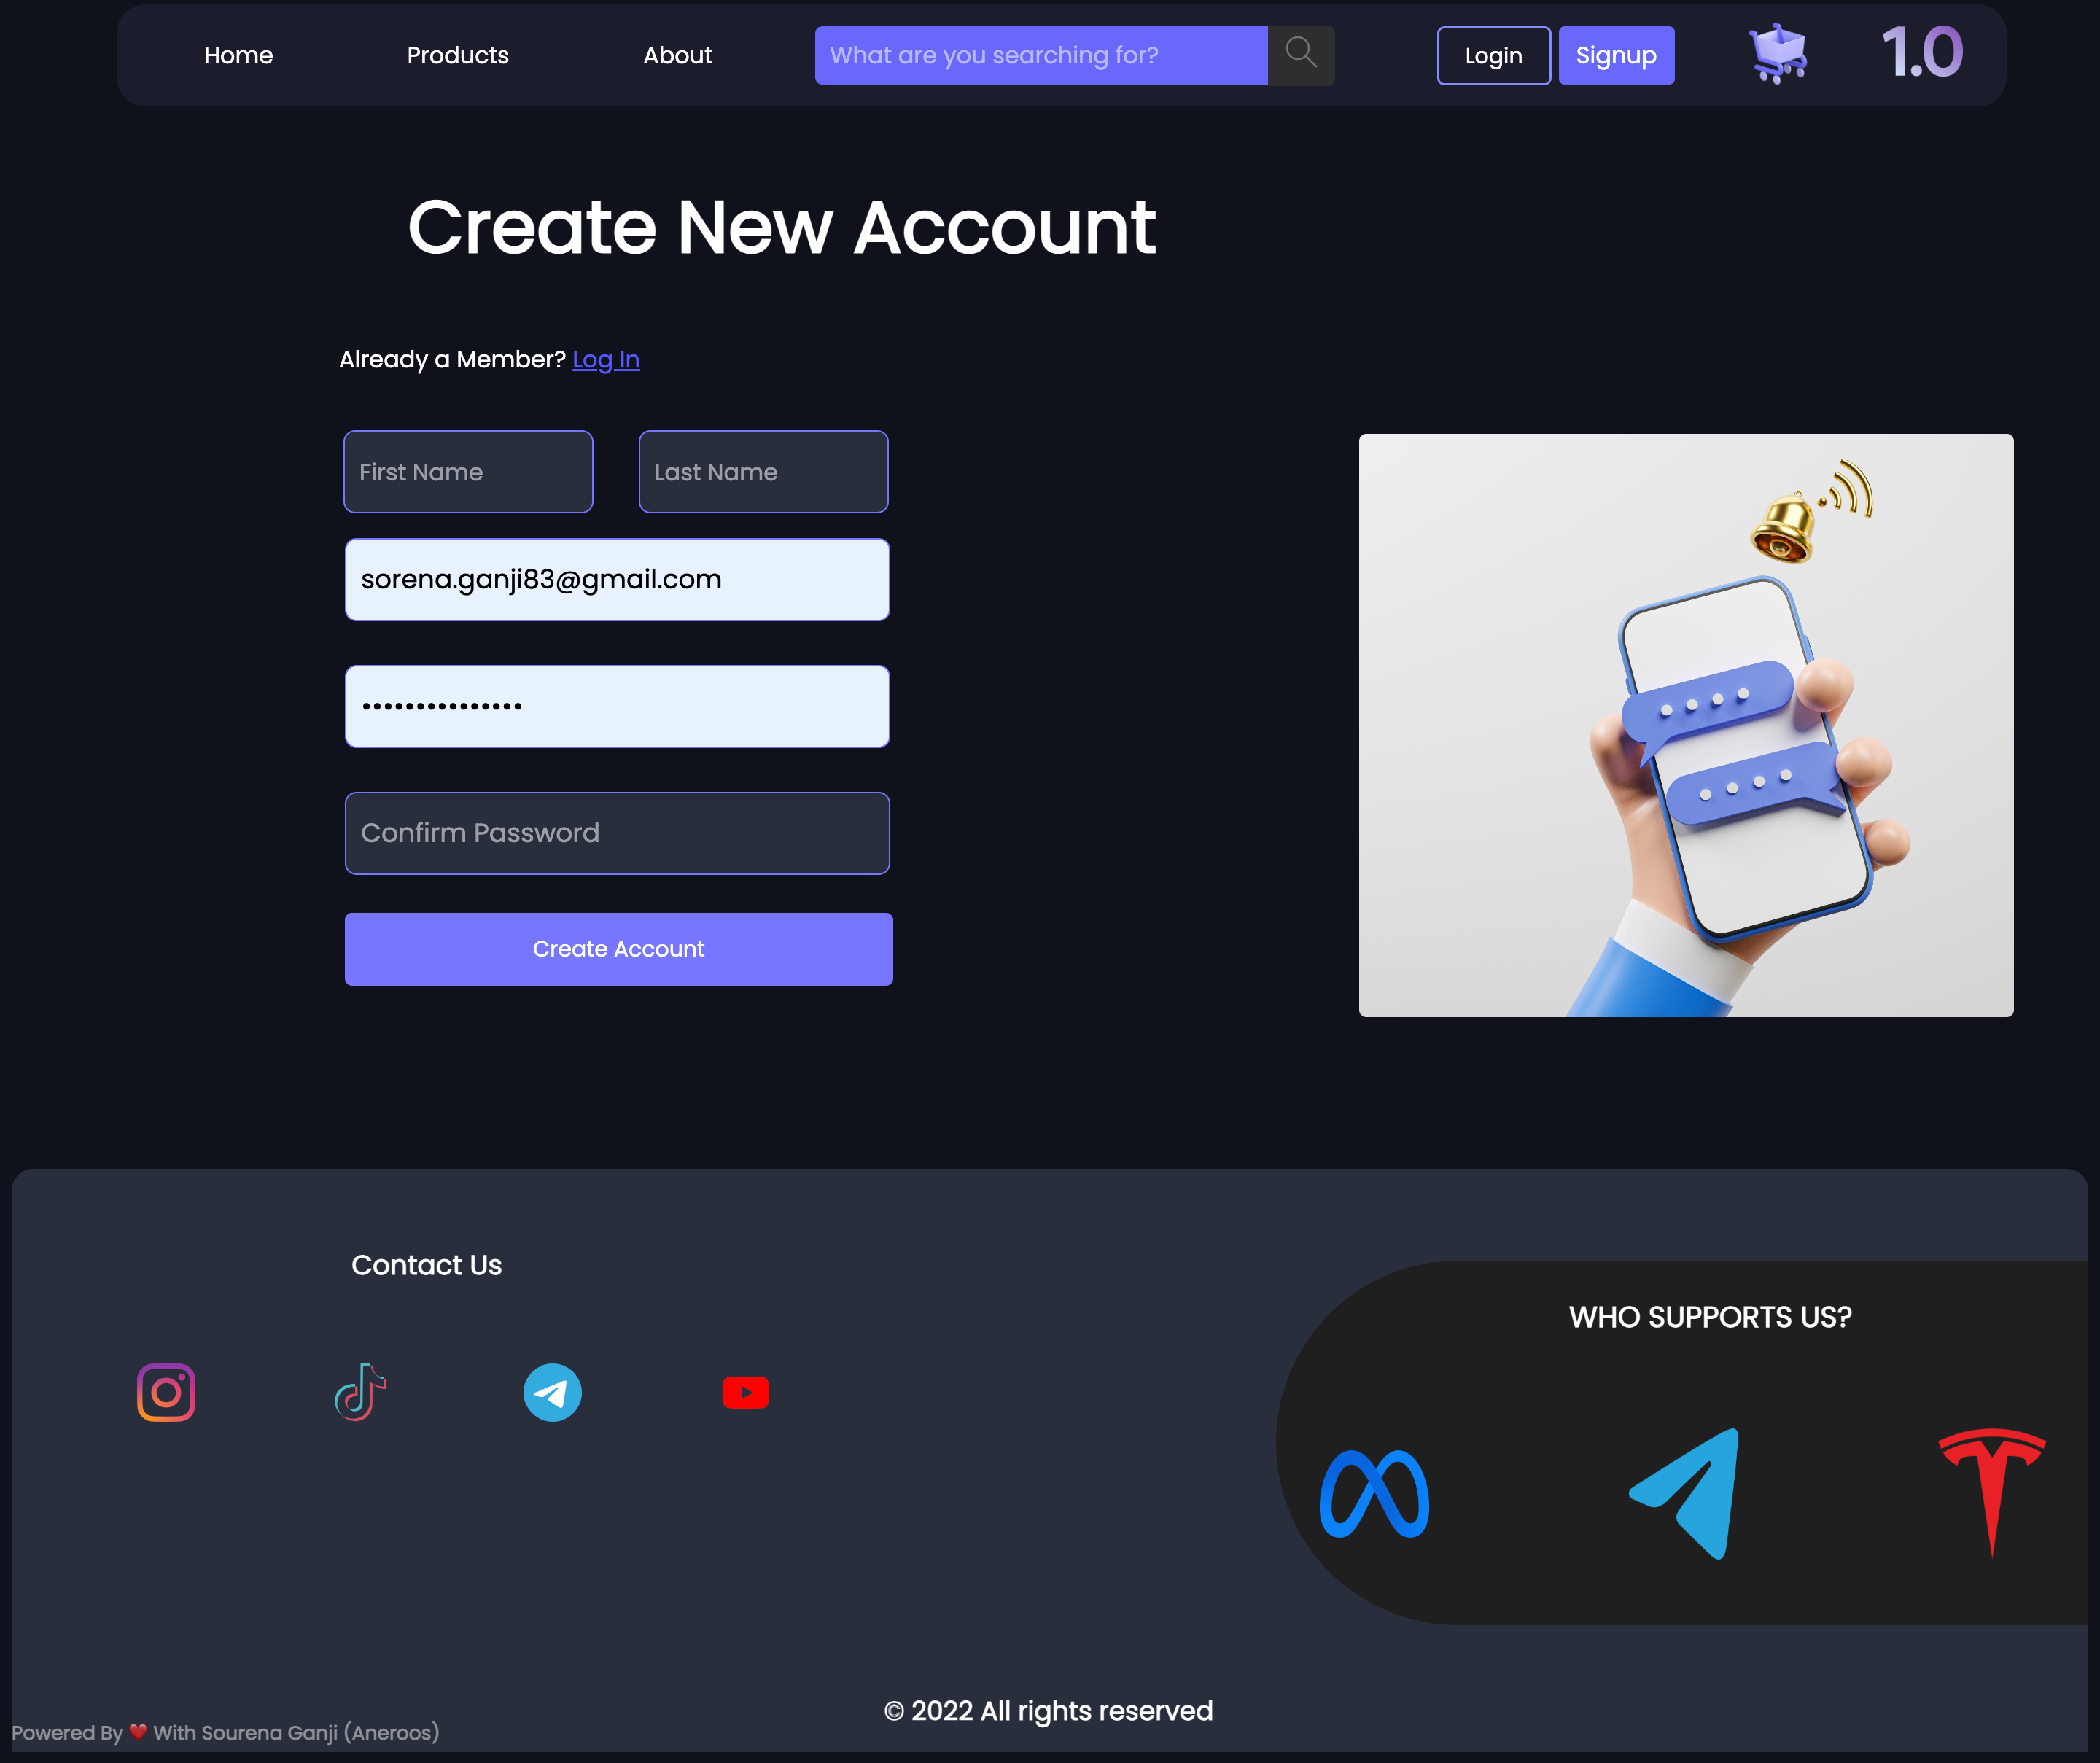 Home Products About What are you searching for? Login Signup 1.0
Create New Account
Already a Member? Log In
First Name Last Name
sorena.ganji83@gmail.com
•••••••••••••••
Confirm Password
Create Account
Contact Us
WHO SUPPORTS US?
© 2022 All rights reserved
Powered By ❤️ With Sourena Ganji (Aneroos)